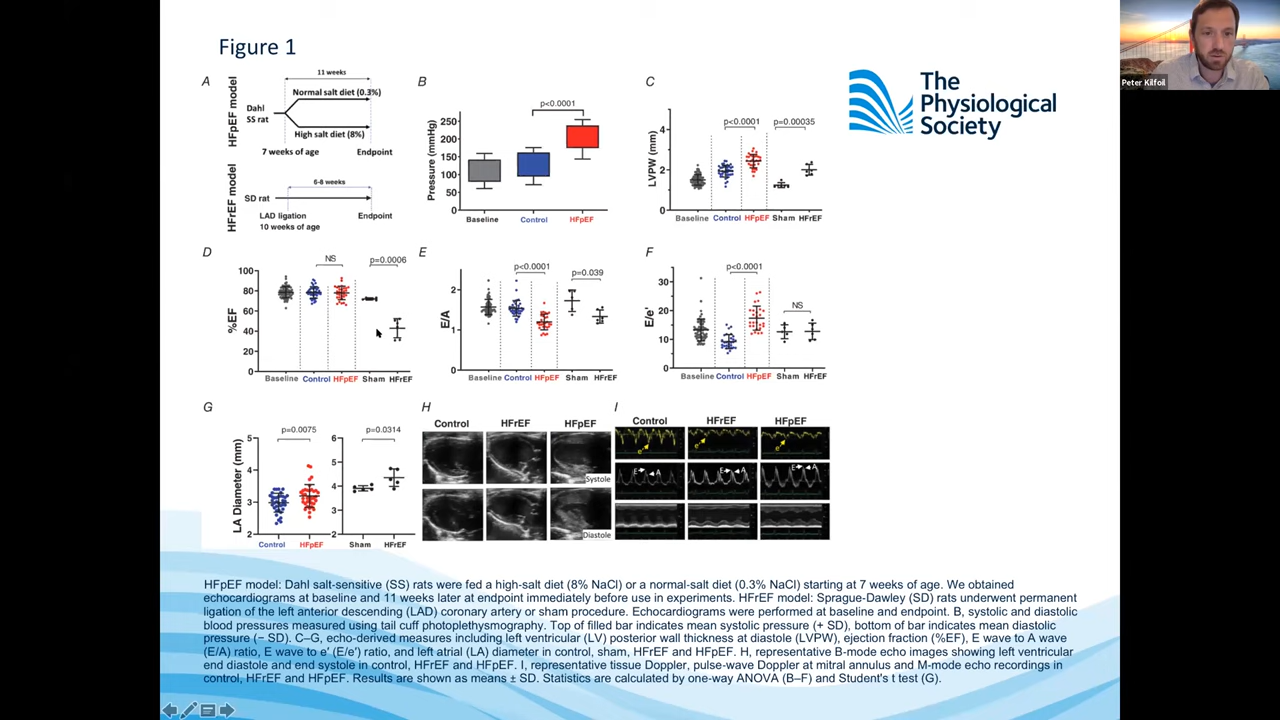 Figure 1
The
Physiological
Society
Peter Kilfoil
A
HFpEF model
11 weeks
Normal salt diet (0.3%)
Dahl
SS rat
High salt diet (8%)
7 weeks of age
Endpoint
HFrEF model
6-8 weeks
SD rat
LAD ligation
10 weeks of age
Endpoint
B
p<0.0001
Pressure (mmHg)
250
200
150
100
50
0
Baseline
Control
HFpEF
C
p<0.0001
p=0.00035
LVPW (mm)
4
2
0
Baseline
Control
HFpEF
Sham
HFrEF
D
NS
p=0.0006
%EF
100
80
60
40
20
0
Baseline
Control
HFpEF
Sham
HFrEF
E
p<0.0001
p=0.039
E/A
2
1
0
Baseline
Control
HFpEF
Sham
HFrEF
F
p<0.0001
NS
E/e'
30
20
10
0
Baseline
Control
HFpEF
Sham
HFrEF
G
p=0.0075
p=0.0314
LA Diameter (mm)
5
4
3
2
6
5
4
3
2
Control
HFpEF
Sham
HFrEF
H
Control
HFrEF
HFpEF
Systole
Diastole
I
Control
HFrEF
HFpEF
e'
e'
e'
E
A
E
A
E
A
HFpEF model: Dahl salt-sensitive (SS) rats were fed a high-salt diet (8% NaCl) or a normal-salt diet (0.3% NaCl) starting at 7 weeks of age. We obtained
echocardiograms at baseline and 11 weeks later at endpoint immediately before use in experiments. HFrEF model: Sprague-Dawley (SD) rats underwent permanent
ligation of the left anterior descending (LAD) coronary artery or sham procedure. Echocardiograms were performed at baseline and endpoint. B, systolic and diastolic
blood pressures measured using tail cuff photoplethysmography. Top of filled bar indicates mean systolic pressure (+ SD), bottom of bar indicates mean diastolic
pressure (− SD). C–G, echo-derived measures including left ventricular (LV) posterior wall thickness at diastole (LVPW), ejection fraction (%EF), E wave to A wave
(E/A) ratio, E wave to e′ (E/e′) ratio, and left atrial (LA) diameter in control, sham, HFrEF and HFpEF. H, representative B-mode echo images showing left ventricular
end diastole and end systole in control, HFrEF and HFpEF. I, representative tissue Doppler, pulse-wave Doppler at mitral annulus and M-mode echo recordings in
control, HFrEF and HFpEF. Results are shown as means ± SD. Statistics are calculated by one-way ANOVA (B–F) and Student's t test (G).